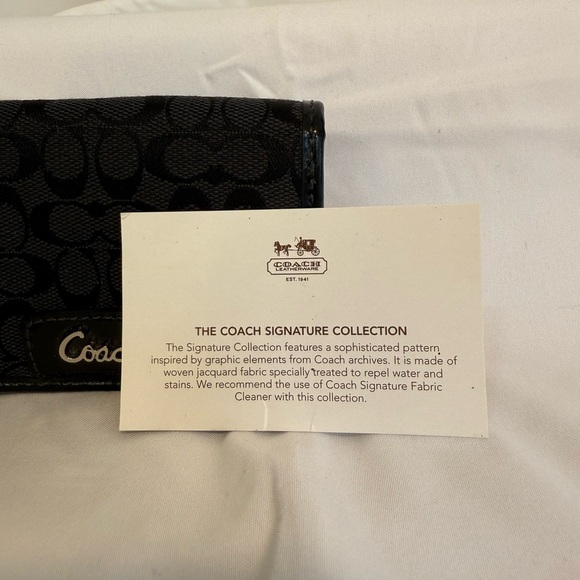 COACH
LEATHERWARE
EST. 1941
THE COACH SIGNATURE COLLECTION
The Signature Collection features a sophisticated pattern
inspired by graphic elements from Coach archives. It is made of
woven jacquard fabric specially treated to repel water and
stains. We recommend the use of Coach Signature Fabric
Cleaner with this collection.
Coac